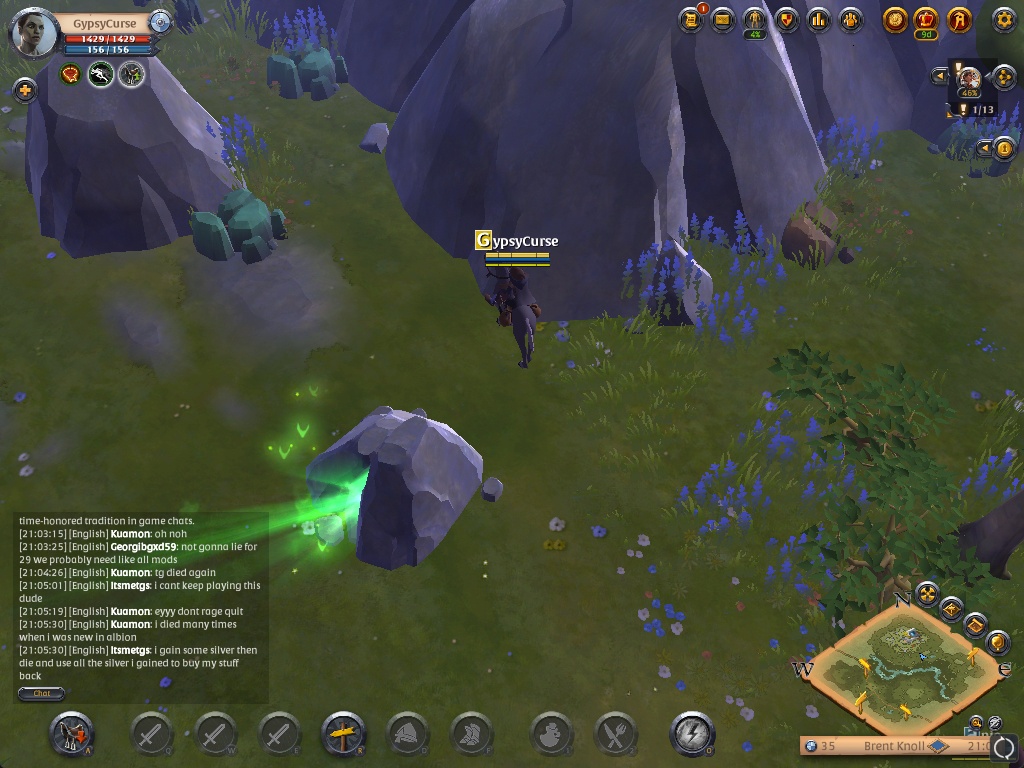 GypsyCurse
1429 / 1429
156 / 156
1
4%
9d
46%
1/13
GypsyCurse
time-honored tradition in game chats.
[21:03:15] [English] Kuamon: oh noh
[21:03:25] [English] Georgibgxd59: not gonna lie for
29 we probably need like all mods
[21:04:26] [English] Kuamon: tg died again
[21:05:01] [English] Itsmetgs: i cant keep playing this
dude
[21:05:19] [English] Kuamon: eyyy dont rage quit
[21:05:30] [English] Kuamon: i died many times
when i was new in albion
[21:05:30] [English] Itsmetgs: i gain some silver then
die and use all the silver i gained to buy my stuff
back
Chat
N
W
E
A
Q
W
E
R
D
F
35
Brent Knoll